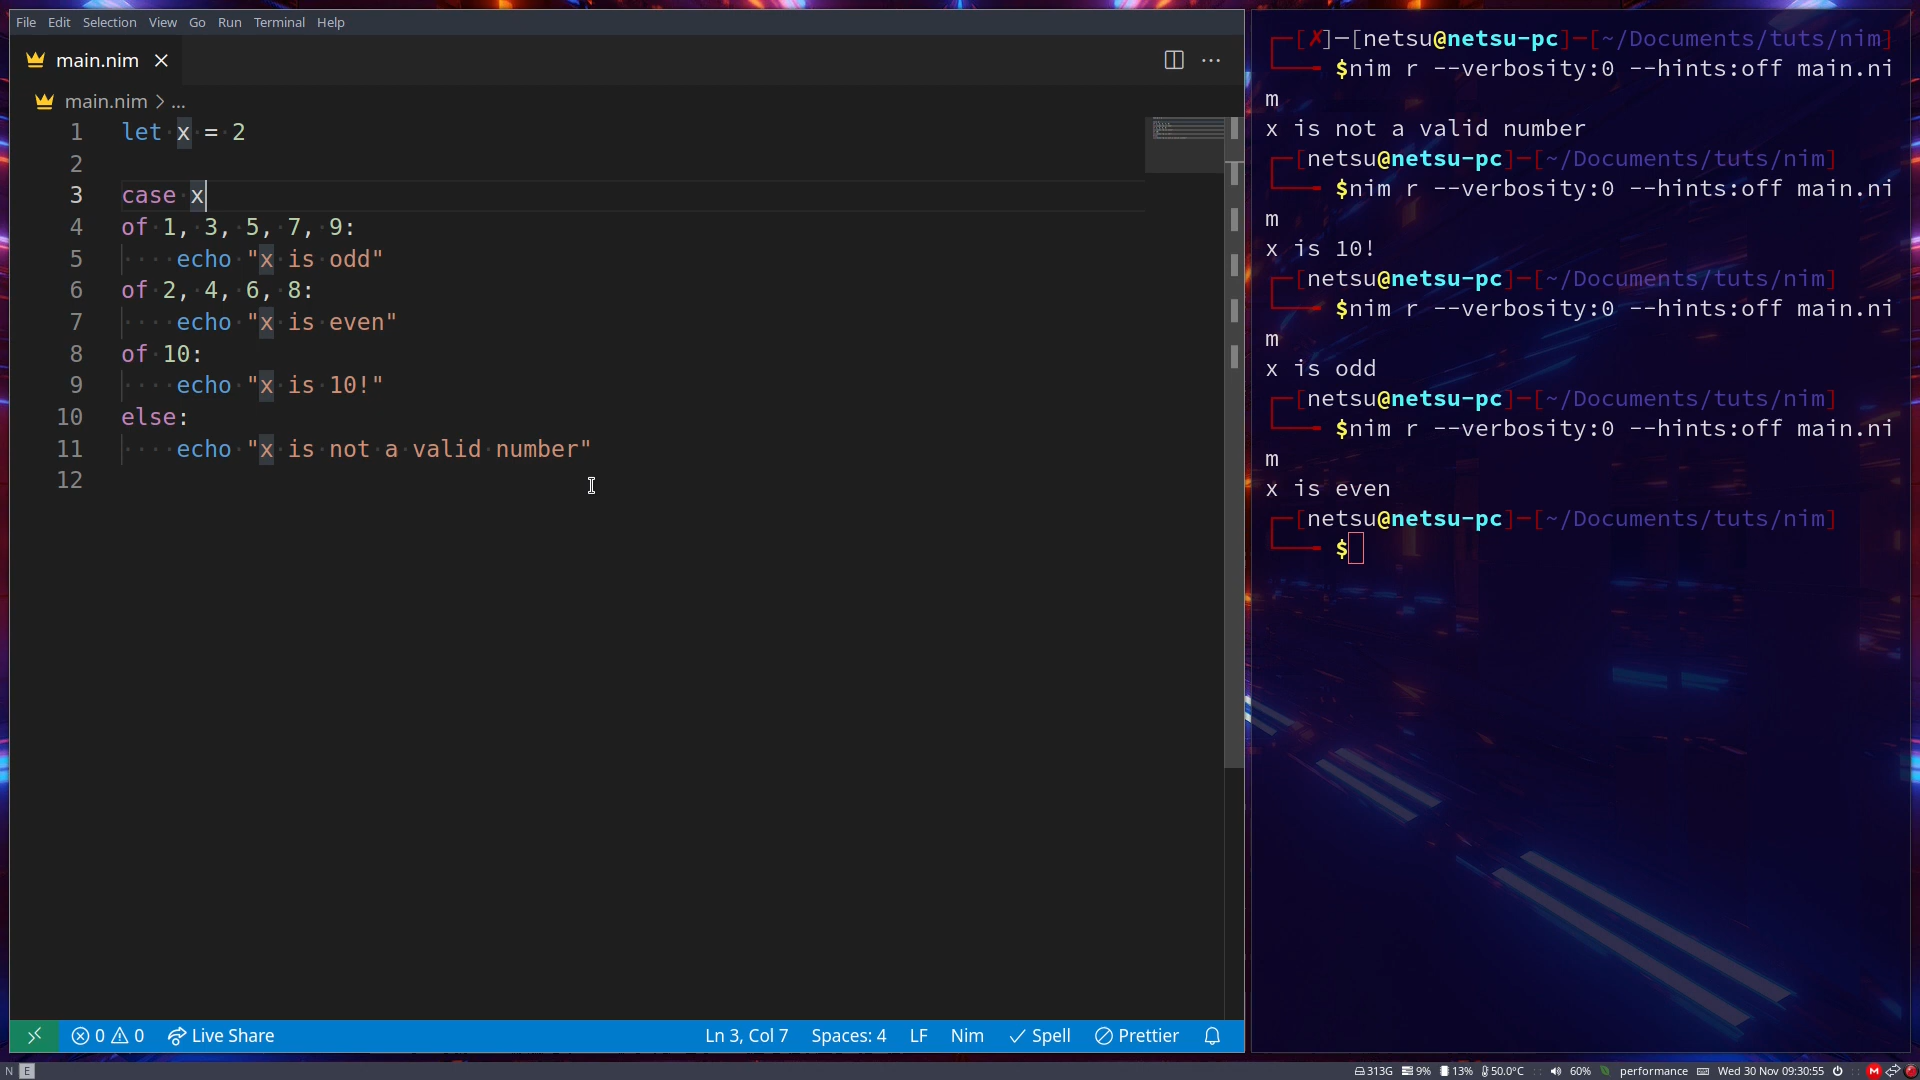 File Edit Selection View Go Run Terminal Help
main.nim
main.nim > ...
1 let x = 2
2
3 case x
4 of 1, 3, 5, 7, 9:
5 echo "x is odd"
6 of 2, 4, 6, 8:
7 echo "x is even"
8 of 10:
9 echo "x is 10!"
10 else:
11 echo "x is not a valid number"
12
0 0 Live Share Ln 3, Col 7 Spaces: 4 LF Nim Spell Prettier
[✗]─[netsu@netsu-pc]─[~/Documents/tuts/nim]
$nim r --verbosity:0 --hints:off main.ni
m
x is not a valid number
[netsu@netsu-pc]─[~/Documents/tuts/nim]
$nim r --verbosity:0 --hints:off main.ni
m
x is 10!
[netsu@netsu-pc]─[~/Documents/tuts/nim]
$nim r --verbosity:0 --hints:off main.ni
m
x is odd
[netsu@netsu-pc]─[~/Documents/tuts/nim]
$nim r --verbosity:0 --hints:off main.ni
m
x is even
[netsu@netsu-pc]─[~/Documents/tuts/nim]
$
N E 313G 9% 13% 50.0°C 60% performance Wed 30 Nov 09:30:55 M